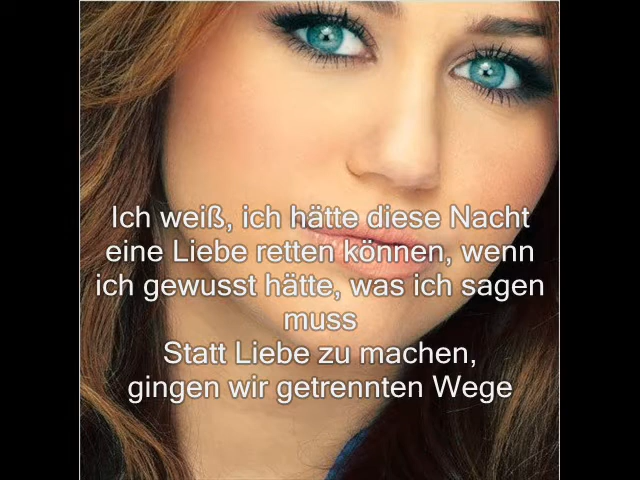 Ich weiß, ich hätte diese Nacht
eine Liebe retten können, wenn
ich gewusst hätte, was ich sagen
muss
Statt Liebe zu machen,
gingen wir getrennten Wege